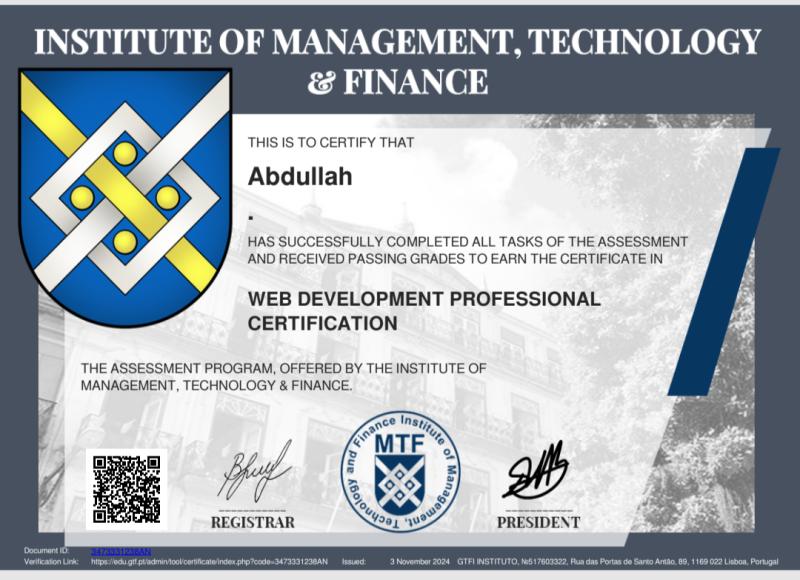 INSTITUTE OF MANAGEMENT, TECHNOLOGY
& FINANCE
THIS IS TO CERTIFY THAT
Abdullah
.
HAS SUCCESSFULLY COMPLETED ALL TASKS OF THE ASSESSMENT
AND RECEIVED PASSING GRADES TO EARN THE CERTIFICATE IN
WEB DEVELOPMENT PROFESSIONAL
CERTIFICATION
THE ASSESSMENT PROGRAM, OFFERED BY THE INSTITUTE OF
MANAGEMENT, TECHNOLOGY & FINANCE.
MTF
Technology and Finance Institute of Management,
REGISTRAR
PRESIDENT
Document ID: 3473331238AN
Verification Link: https://edu.gtf.pt/admin/tool/certificate/index.php?code=3473331238AN Issued: 3 November 2024 GTFI INSTITUTO, №517603322, Rua das Portas de Santo Antão, 89, 1169 022 Lisboa, Portugal